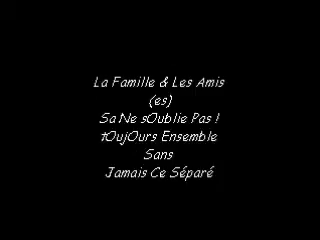 La Famille & Les Amis
(es)
Sa Ne sOublie Pas !
tOujOurs Ensemble
Sans
Jamais Ce Séparé